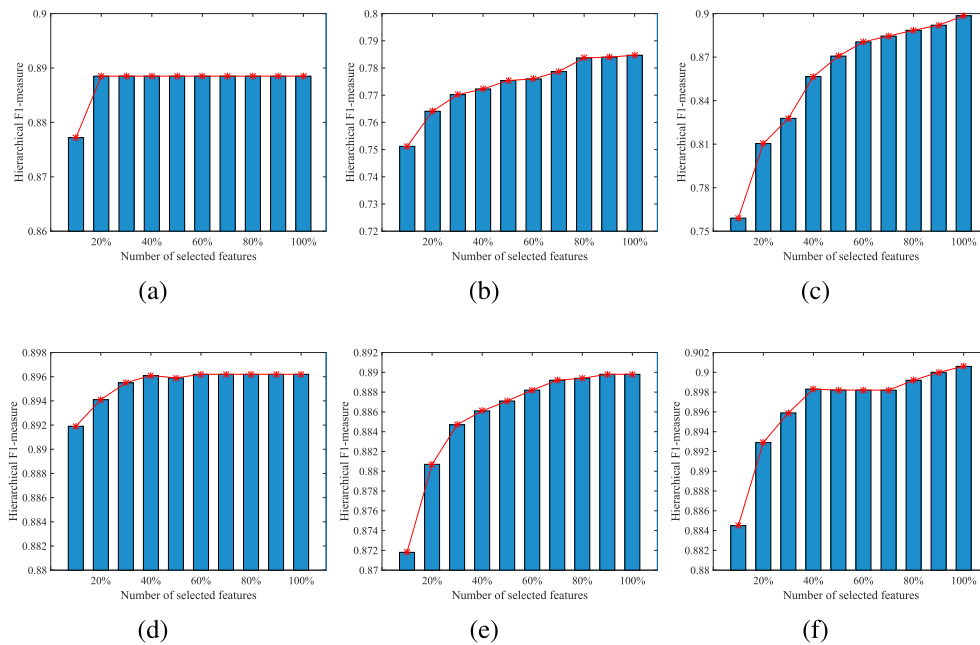 0.9
0.89
0.88
0.87
0.86
Hierarchical F1-measure
20% 40% 60% 80% 100%
Number of selected features
(a)
0.8
0.79
0.78
0.77
0.76
0.75
0.74
0.73
0.72
Hierarchical F1-measure
20% 40% 60% 80% 100%
Number of selected features
(b)
0.9
0.87
0.84
0.81
0.78
0.75
Hierarchical F1-measure
20% 40% 60% 80% 100%
Number of selected features
(c)
0.898
0.896
0.894
0.892
0.89
0.888
0.886
0.884
0.882
0.88
Hierarchical F1-measure
20% 40% 60% 80% 100%
Number of selected features
(d)
0.892
0.89
0.888
0.886
0.884
0.882
0.88
0.878
0.876
0.874
0.872
0.87
Hierarchical F1-measure
20% 40% 60% 80% 100%
Number of selected features
(e)
0.902
0.9
0.898
0.896
0.894
0.892
0.89
0.888
0.886
0.884
0.882
0.88
Hierarchical F1-measure
20% 40% 60% 80% 100%
Number of selected features
(f)